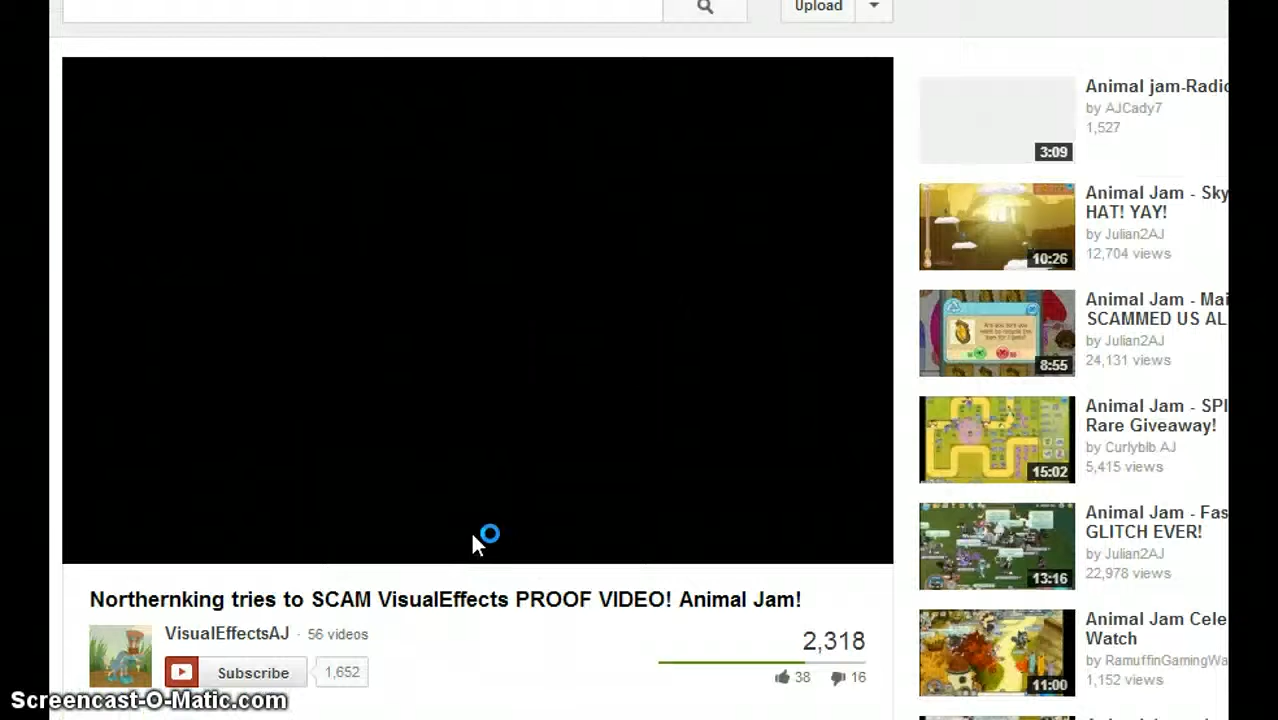 Upload
Animal jam-Radio
by AJCady7
1,527
3:09
Animal Jam - Sky
HAT! YAY!
by Julian2AJ
12,704 views
10:26
Animal Jam - Mai
SCAMMED US AL
by Julian2AJ
24,131 views
8:55
Animal Jam - SPI
Rare Giveaway!
by Curlyblb AJ
5,415 views
15:02
Animal Jam - Fas
GLITCH EVER!
by Julian2AJ
22,978 views
13:16
Animal Jam Cele
Watch
by RamuffinGamingWa
1,152 views
11:00
Northernking tries to SCAM VisualEffects PROOF VIDEO! Animal Jam!
VisualEffectsAJ · 56 videos
Subscribe 1,652
2,318
38 16
Screencast-O-Matic.com